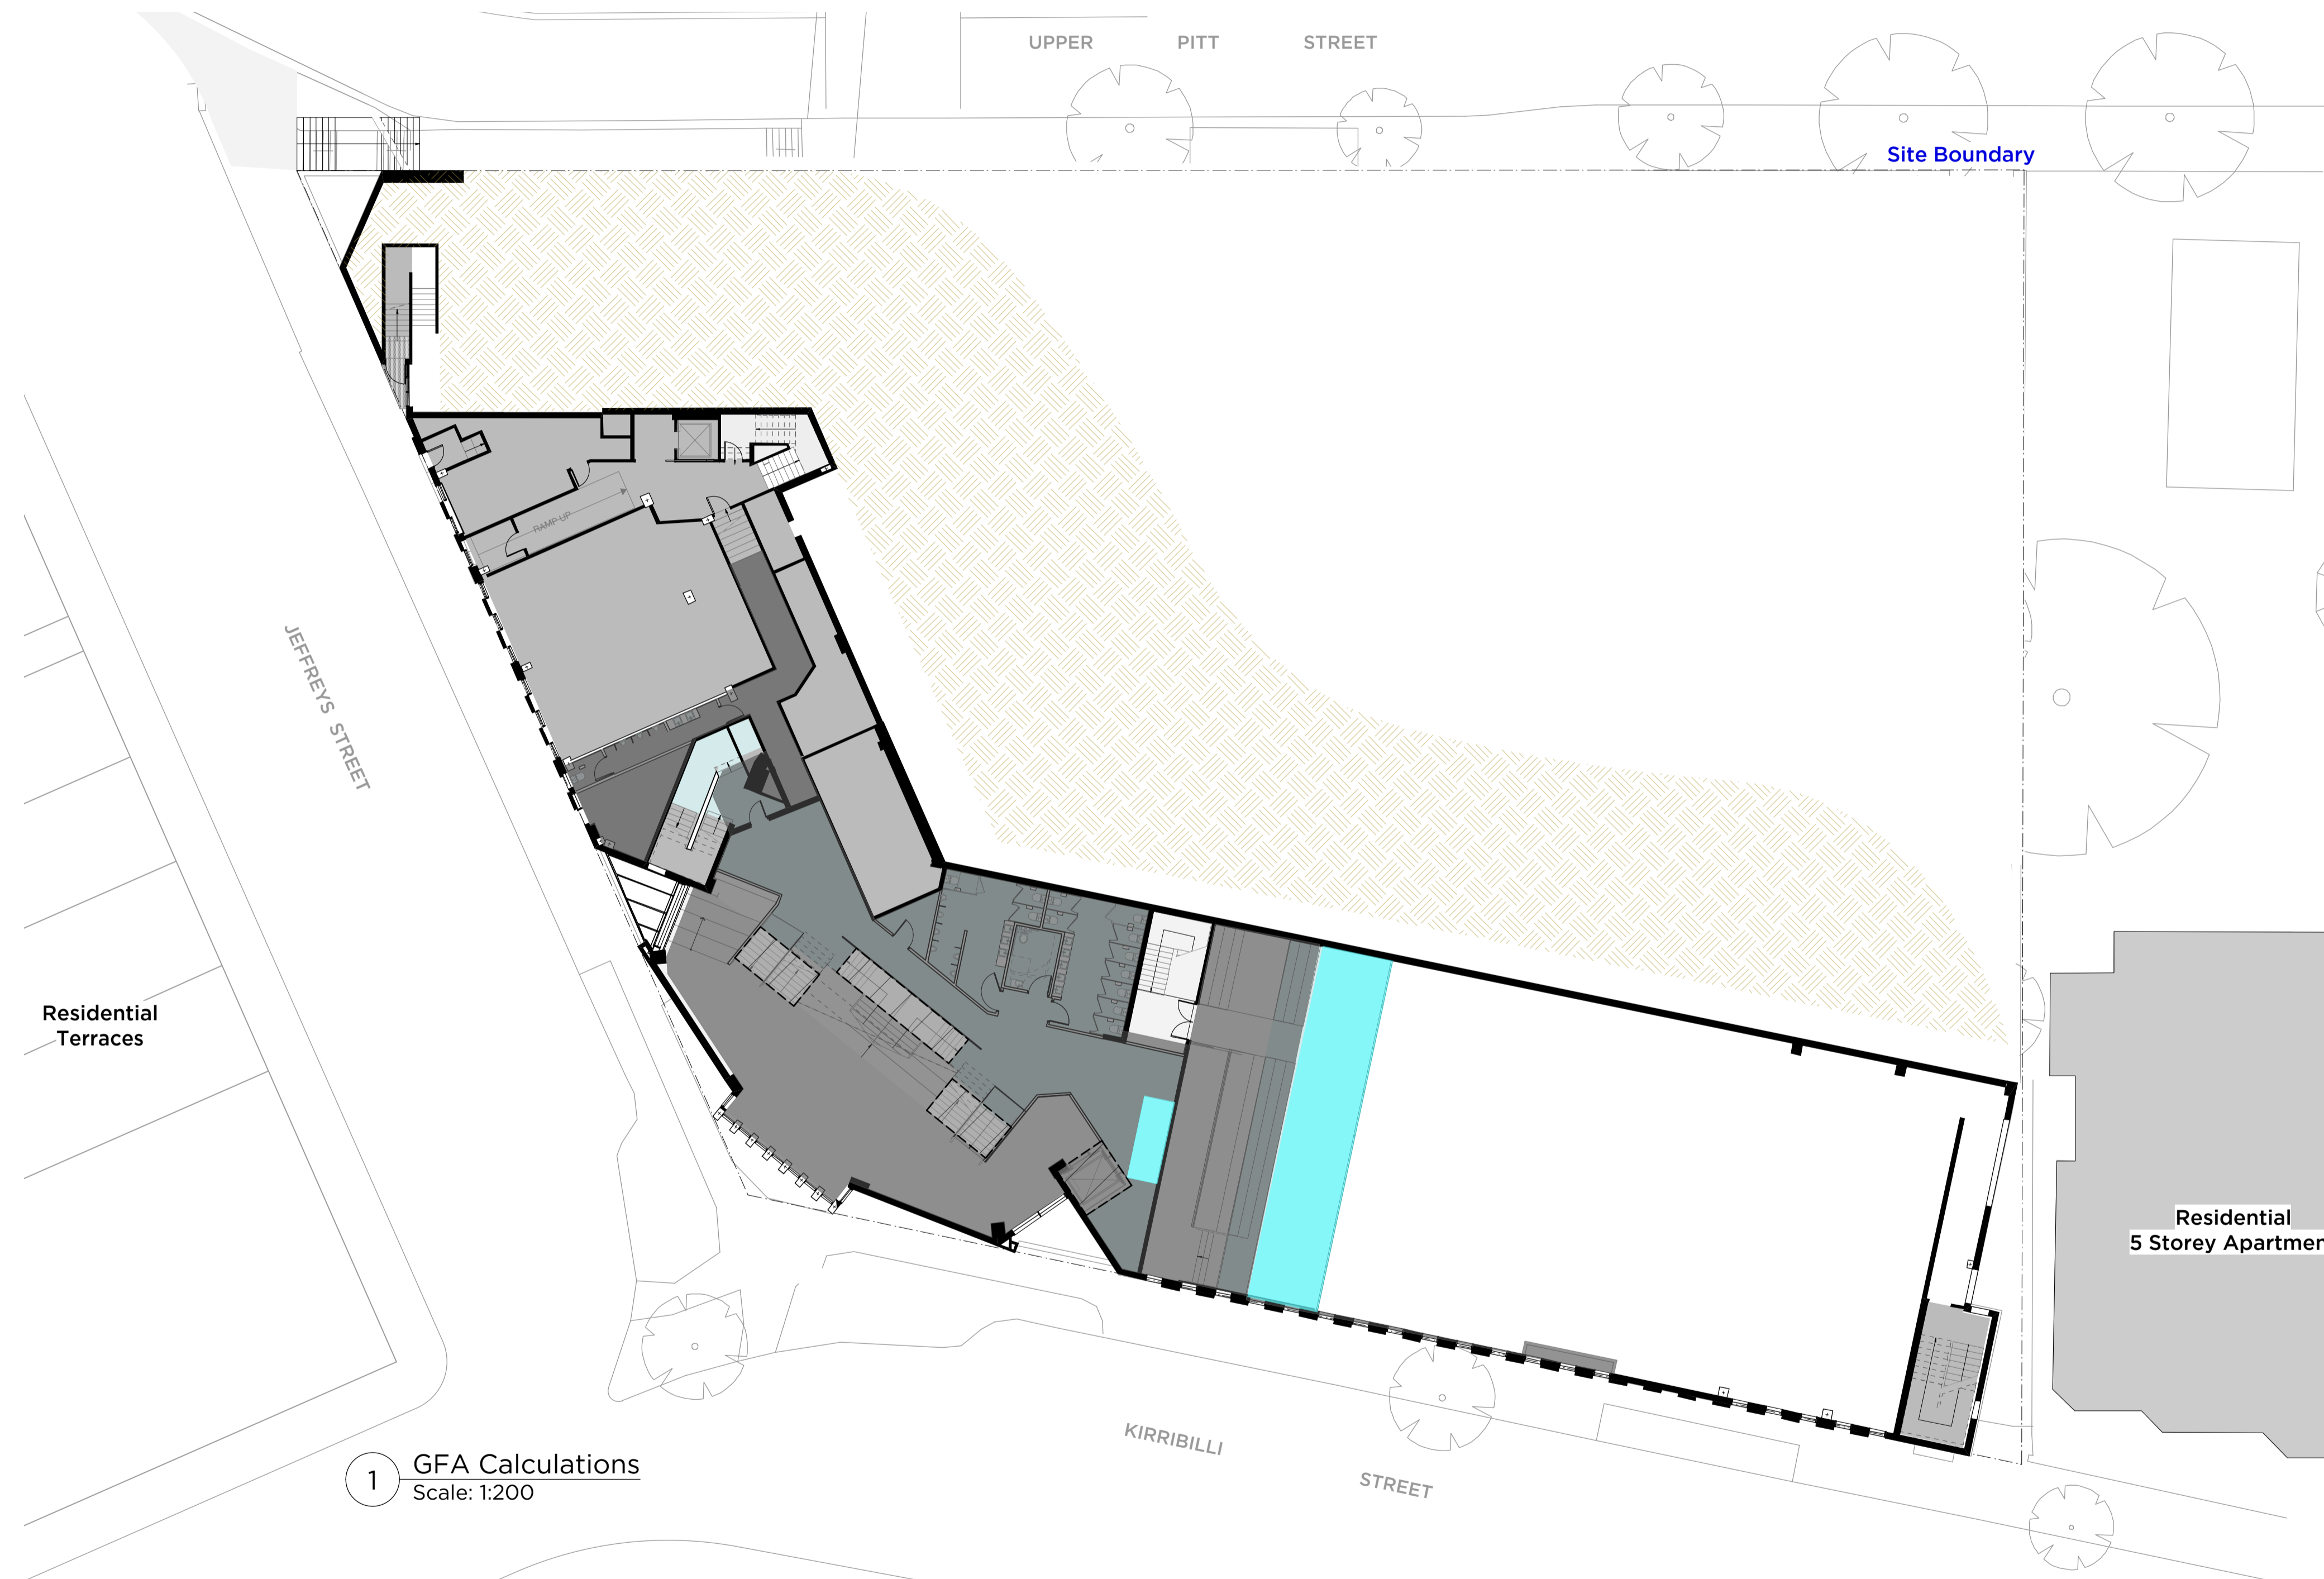 UPPER PITT STREET
Site Boundary
RAMP UP
JEFFREYS STREET
Residential
Terraces
Residential
5 Storey Apartmen
KIRRIBILLI
STREET
1
GFA Calculations
Scale: 1:200